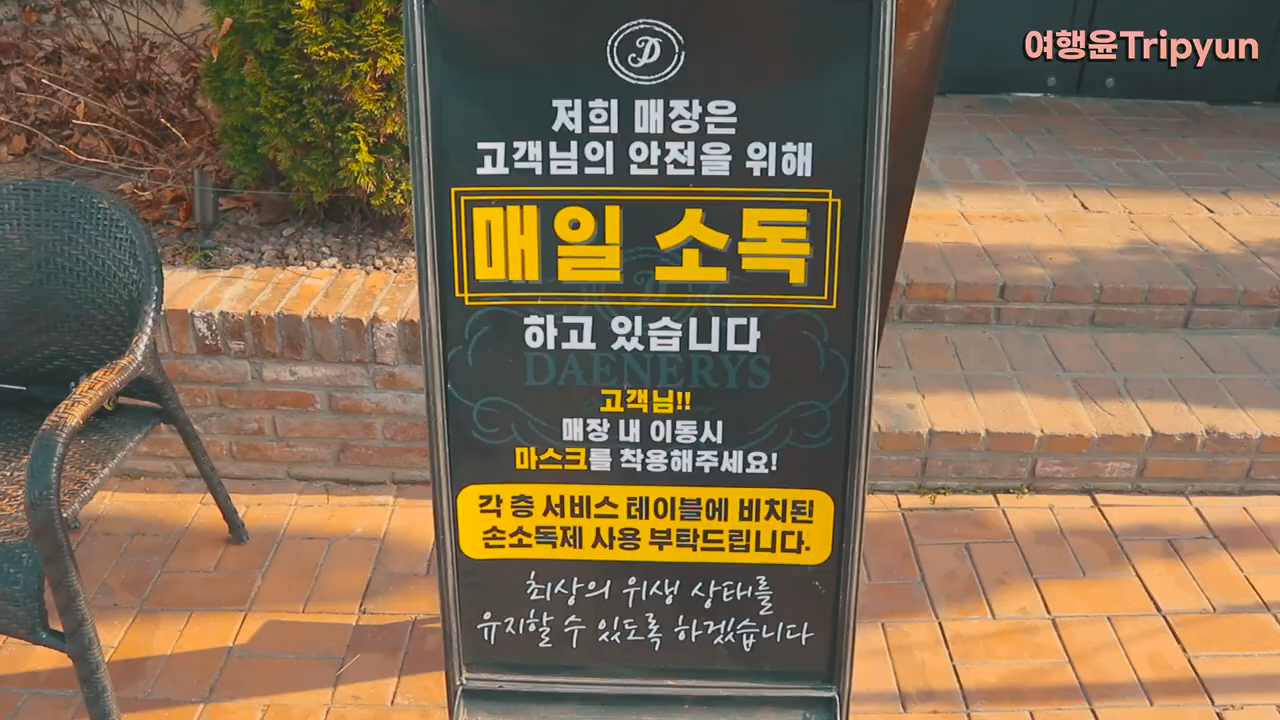 여행윤Tripyun
저희 매장은
고객님의 안전을 위해
매일 소독
하고 있습니다
DAENERYS
고객님!!
매장 내 이동시
마스크를 착용해주세요!
각 층 서비스 테이블에 비치된
손소독제 사용 부탁드립니다.
최상의 위생 상태를
유지할 수 있도록 하겠습니다